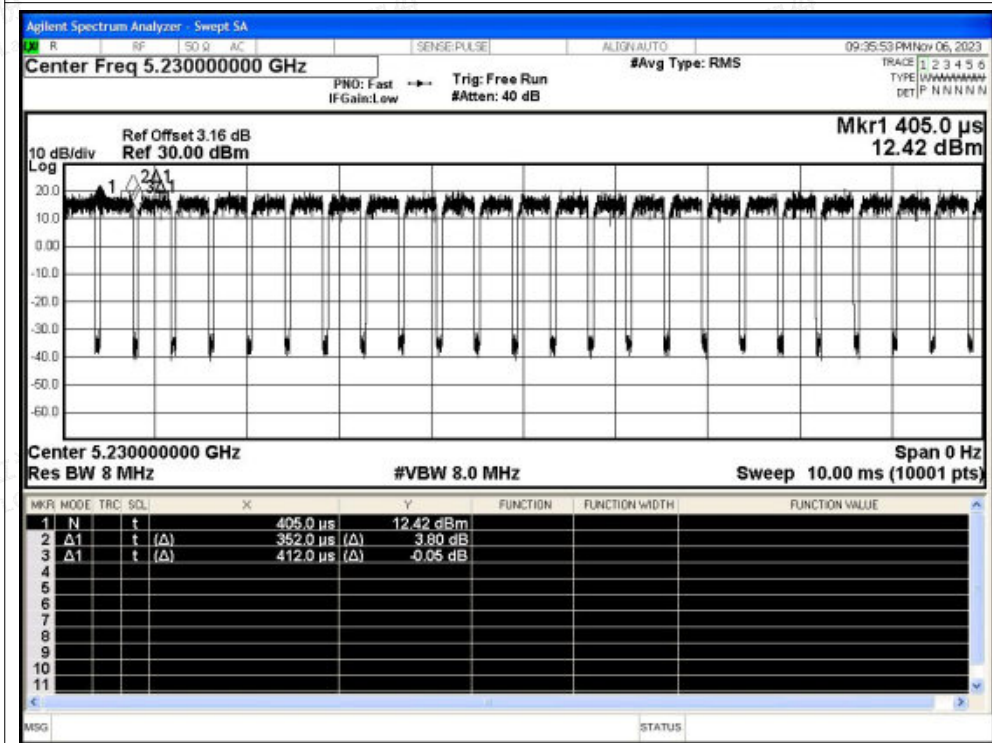 Agilent Spectrum Analyzer - Swept SA
LXI R RF 50 Ω AC SENSE:PULSE ALIGN AUTO 09:35:53 PM Nov 06, 2023
Center Freq 5.230000000 GHz
PNO: Fast
IFGain:Low
Trig: Free Run
#Atten: 40 dB
#Avg Type: RMS
TRACE 1 2 3 4 5 6
TYPE
DET P N N N N N
10 dB/div
Log
Ref Offset 3.16 dB
Ref 30.00 dBm
Mkr1 405.0 µs
12.42 dBm
1 2Δ1
3Δ1
20.0
10.0
0.00
-10.0
-20.0
-30.0
-40.0
-50.0
-60.0
Center 5.230000000 GHz Span 0 Hz
Res BW 8 MHz #VBW 8.0 MHz Sweep 10.00 ms (10001 pts)
MKR MODE TRC SCL X Y FUNCTION FUNCTION WIDTH FUNCTION VALUE
1 N t 405.0 µs 12.42 dBm
2 Δ1 t (Δ) 352.0 µs (Δ) 3.80 dB
3 Δ1 t (Δ) 412.0 µs (Δ) -0.05 dB
4
5
6
7
8
9
10
11
MSG STATUS